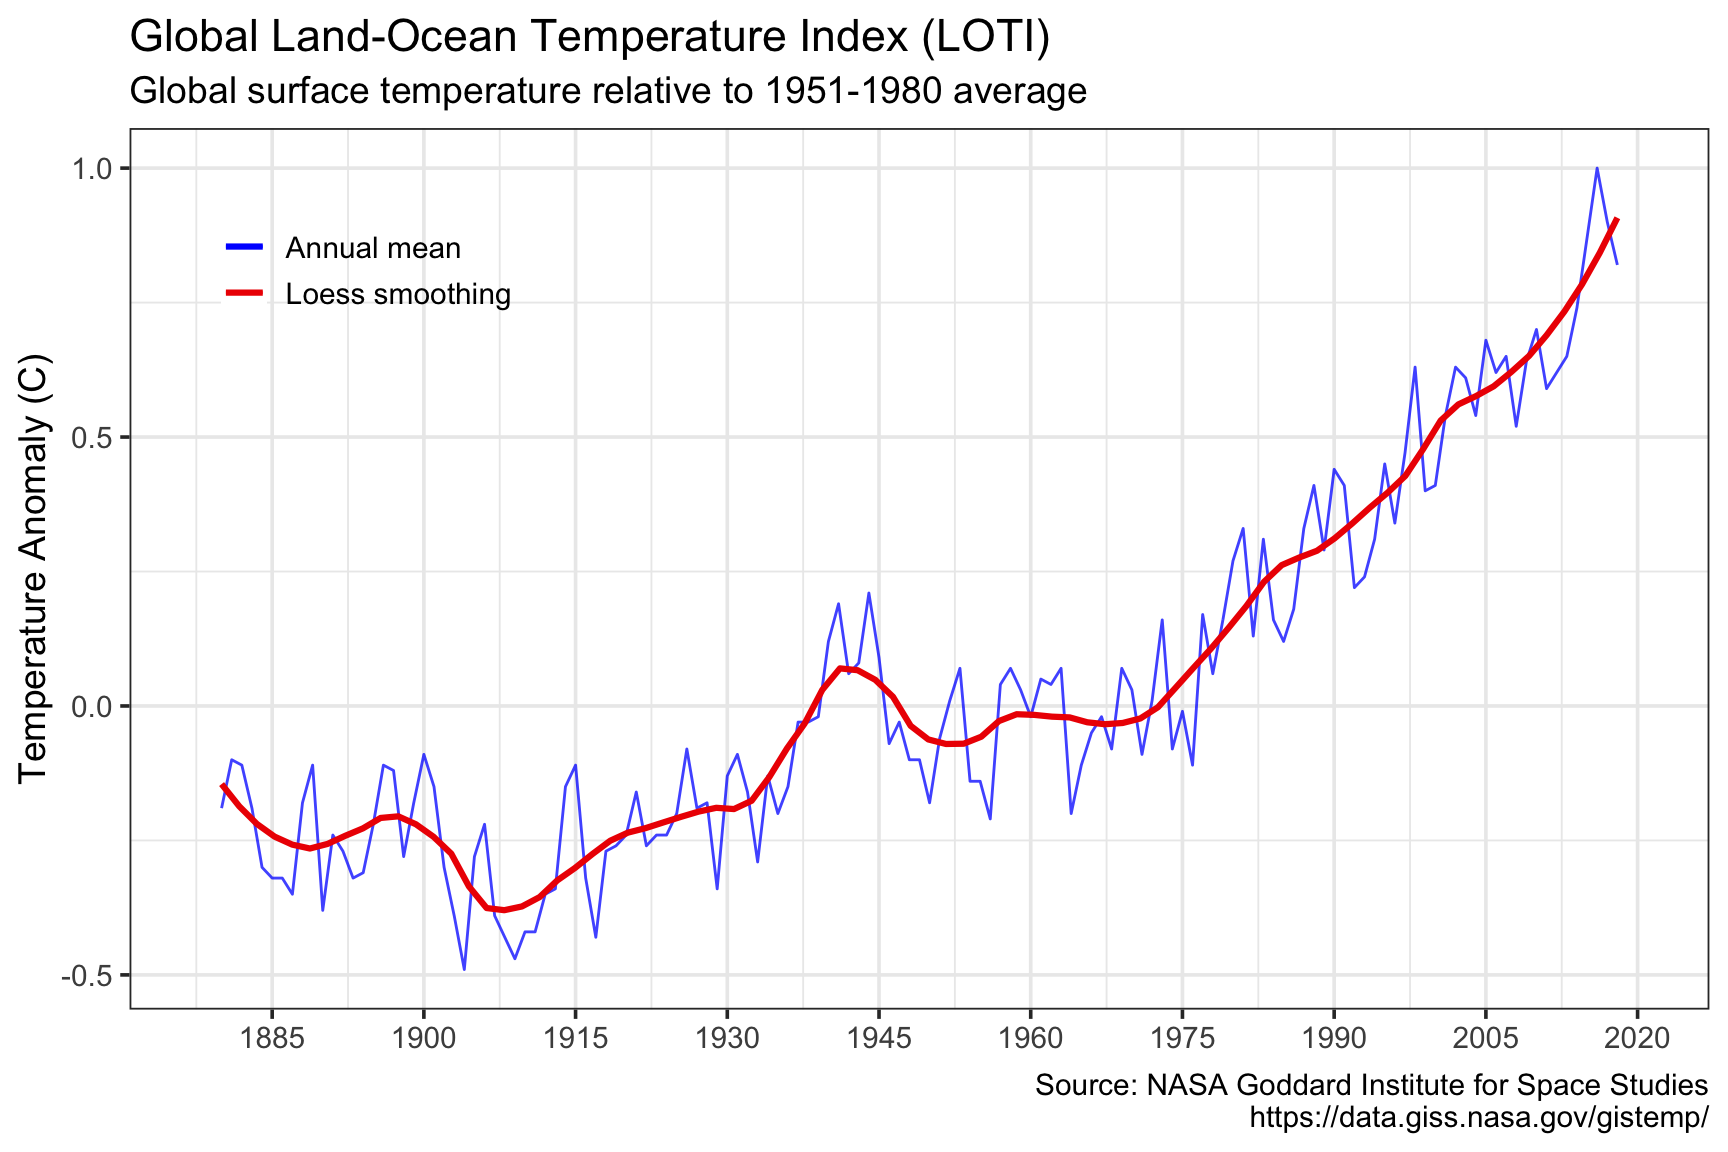 Global Land-Ocean Temperature Index (LOTI)
Global surface temperature relative to 1951-1980 average
Temperature Anomaly (C)
1.0
0.5
0.0
-0.5
Annual mean
Loess smoothing
1885 1900 1915 1930 1945 1960 1975 1990 2005 2020
Source: NASA Goddard Institute for Space Studies
https://data.giss.nasa.gov/gistemp/